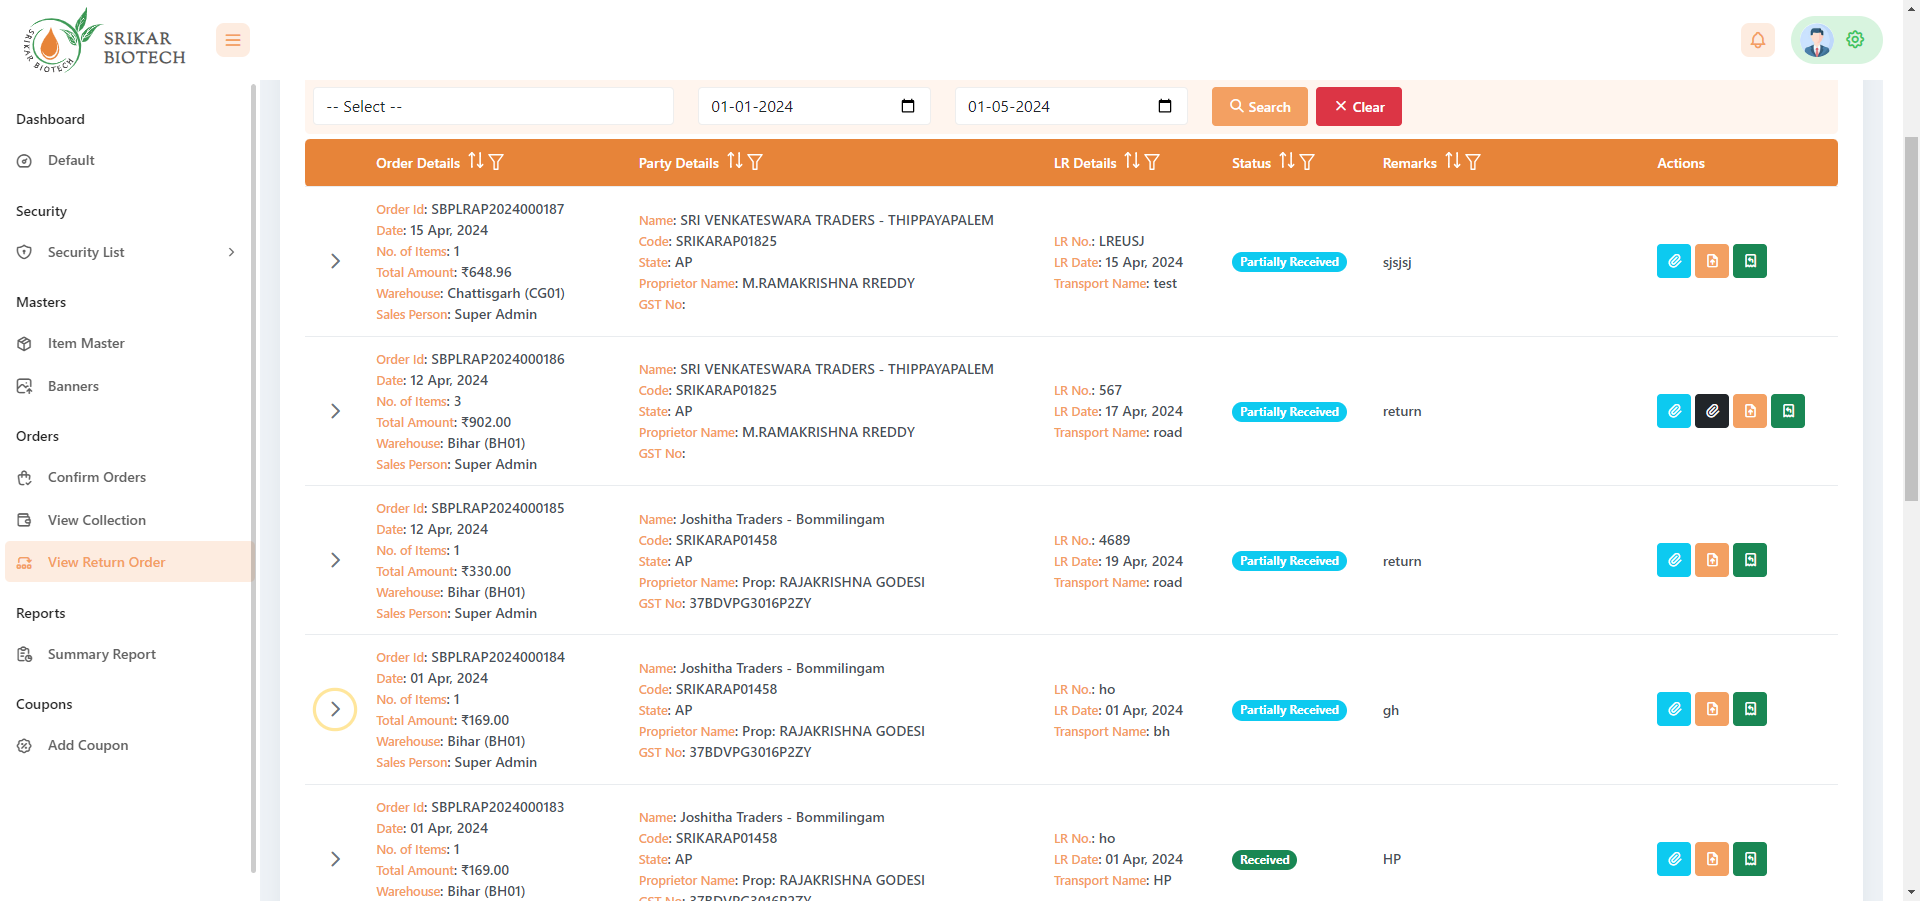 SRIKAR BIOTECH
SRIKAR
BIOTECH
Dashboard
Default
Security
Security List
Masters
Item Master
Banners
Orders
Confirm Orders
View Collection
View Return Order
Reports
Summary Report
Coupons
Add Coupon
-- Select --
01-01-2024
01-05-2024
Search
Clear
Order Details
Party Details
LR Details
Status
Remarks
Actions
Order Id: SBPLRAP2024000187
Date: 15 Apr, 2024
No. of Items: 1
Total Amount: ₹648.96
Warehouse: Chattisgarh (CG01)
Sales Person: Super Admin
Name: SRI VENKATESWARA TRADERS - THIPPAYAPALEM
Code: SRIKARAP01825
State: AP
Proprietor Name: M.RAMAKRISHNA RREDDY
GST No:
LR No.: LREUSJ
LR Date: 15 Apr, 2024
Transport Name: test
Partially Received
sjsjsj
Order Id: SBPLRAP2024000186
Date: 12 Apr, 2024
No. of Items: 3
Total Amount: ₹902.00
Warehouse: Bihar (BH01)
Sales Person: Super Admin
Name: SRI VENKATESWARA TRADERS - THIPPAYAPALEM
Code: SRIKARAP01825
State: AP
Proprietor Name: M.RAMAKRISHNA RREDDY
GST No:
LR No.: 567
LR Date: 17 Apr, 2024
Transport Name: road
Partially Received
return
Order Id: SBPLRAP2024000185
Date: 12 Apr, 2024
No. of Items: 1
Total Amount: ₹330.00
Warehouse: Bihar (BH01)
Sales Person: Super Admin
Name: Joshitha Traders - Bommilingam
Code: SRIKARAP01458
State: AP
Proprietor Name: Prop: RAJAKRISHNA GODESI
GST No: 37BDVPG3016P2ZY
LR No.: 4689
LR Date: 19 Apr, 2024
Transport Name: road
Partially Received
return
Order Id: SBPLRAP2024000184
Date: 01 Apr, 2024
No. of Items: 1
Total Amount: ₹169.00
Warehouse: Bihar (BH01)
Sales Person: Super Admin
Name: Joshitha Traders - Bommilingam
Code: SRIKARAP01458
State: AP
Proprietor Name: Prop: RAJAKRISHNA GODESI
GST No: 37BDVPG3016P2ZY
LR No.: ho
LR Date: 01 Apr, 2024
Transport Name: bh
Partially Received
gh
Order Id: SBPLRAP2024000183
Date: 01 Apr, 2024
No. of Items: 1
Total Amount: ₹169.00
Warehouse: Bihar (BH01)
Name: Joshitha Traders - Bommilingam
Code: SRIKARAP01458
State: AP
Proprietor Name: Prop: RAJAKRISHNA GODESI
GST No: 37BDVPG3016P2ZY
LR No.: ho
LR Date: 01 Apr, 2024
Transport Name: HP
Received
HP